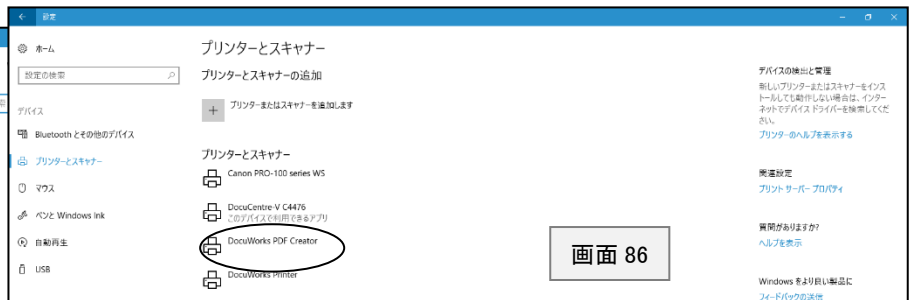 設定
ホーム
設定の検索
デバイス
Bluetooth とその他のデバイス
プリンターとスキャナー
マウス
ペンと Windows Ink
自動再生
USB
プリンターとスキャナー
プリンターとスキャナーの追加
プリンターまたはスキャナーを追加します
プリンターとスキャナー
Canon PRO-100 series WS
DocuCentre-V C4476
このデバイスで利用できるアプリ
DocuWorks PDF Creator
DocuWorks Printer
画面 86
デバイスの検出と管理
新しいプリンターまたはスキャナーをインス
トールしても動作しない場合は、インター
ネットでデバイス ドライバーを検索してくだ
さい。
プリンターのヘルプを表示する
関連設定
プリント サーバー プロパティ
質問がありますか?
ヘルプを表示
Windows をより良い製品に
フィードバックの送信